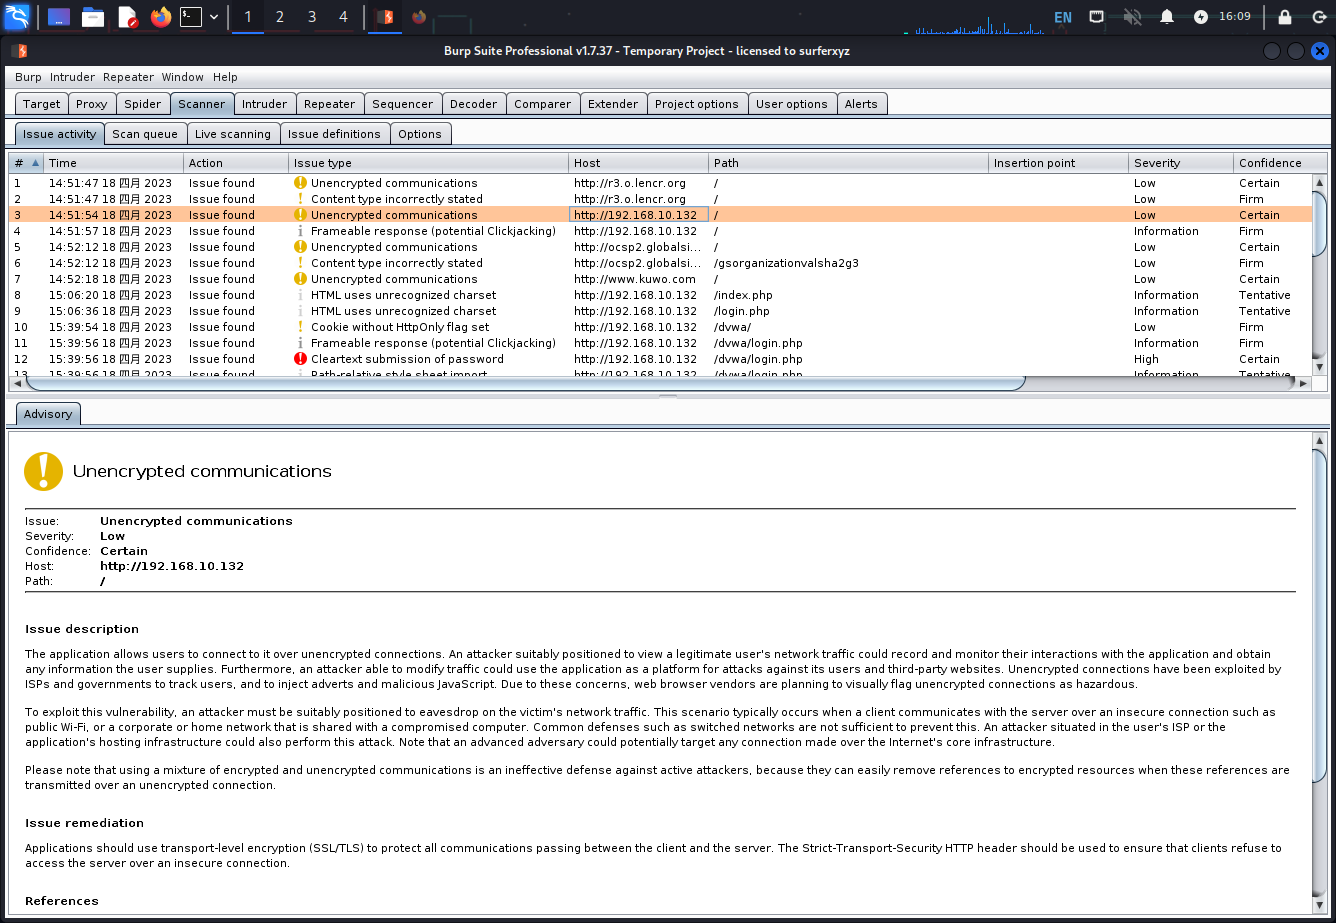 1 2 3 4 EN 16:09
Burp Suite Professional v1.7.37 - Temporary Project - licensed to surferxyz
Burp Intruder Repeater Window Help
Target Proxy Spider Scanner Intruder Repeater Sequencer Decoder Comparer Extender Project options User options Alerts
Issue activity Scan queue Live scanning Issue definitions Options
# Time Action Issue type Host Path Insertion point Severity Confidence
1 14:51:47 18 四月 2023 Issue found Unencrypted communications http://r3.o.lencr.org / Low Certain
2 14:51:47 18 四月 2023 Issue found Content type incorrectly stated http://r3.o.lencr.org / Low Firm
3 14:51:54 18 四月 2023 Issue found Unencrypted communications http://192.168.10.132 / Low Certain
4 14:51:57 18 四月 2023 Issue found Frameable response (potential Clickjacking) http://192.168.10.132 / Information Firm
5 14:52:12 18 四月 2023 Issue found Unencrypted communications http://ocsp2.globalsi... / Low Certain
6 14:52:12 18 四月 2023 Issue found Content type incorrectly stated http://ocsp2.globalsi... /gsorganizationvalsha2g3 Low Firm
7 14:52:18 18 四月 2023 Issue found Unencrypted communications http://www.kuwo.com / Low Certain
8 15:06:20 18 四月 2023 Issue found HTML uses unrecognized charset http://192.168.10.132 /index.php Information Tentative
9 15:06:36 18 四月 2023 Issue found HTML uses unrecognized charset http://192.168.10.132 /login.php Information Tentative
10 15:39:54 18 四月 2023 Issue found Cookie without HttpOnly flag set http://192.168.10.132 /dvwa/ Low Firm
11 15:39:56 18 四月 2023 Issue found Frameable response (potential Clickjacking) http://192.168.10.132 /dvwa/login.php Information Firm
12 15:39:56 18 四月 2023 Issue found Cleartext submission of password http://192.168.10.132 /dvwa/login.php High Certain
13 15:39:56 18 四月 2023 Issue found Path-relative style sheet import http://192.168.10.132 /dvwa/login.php Information Tentative
Advisory
Unencrypted communications
Issue: Unencrypted communications
Severity: Low
Confidence: Certain
Host: http://192.168.10.132
Path: /
Issue description
The application allows users to connect to it over unencrypted connections. An attacker suitably positioned to view a legitimate user's network traffic could record and monitor their interactions with the application and obtain
any information the user supplies. Furthermore, an attacker able to modify traffic could use the application as a platform for attacks against its users and third-party websites. Unencrypted connections have been exploited by
ISPs and governments to track users, and to inject adverts and malicious JavaScript. Due to these concerns, web browser vendors are planning to visually flag unencrypted connections as hazardous.
To exploit this vulnerability, an attacker must be suitably positioned to eavesdrop on the victim's network traffic. This scenario typically occurs when a client communicates with the server over an insecure connection such as
public Wi-Fi, or a corporate or home network that is shared with a compromised computer. Common defenses such as switched networks are not sufficient to prevent this. An attacker situated in the user's ISP or the
application's hosting infrastructure could also perform this attack. Note that an advanced adversary could potentially target any connection made over the Internet's core infrastructure.
Please note that using a mixture of encrypted and unencrypted communications is an ineffective defense against active attackers, because they can easily remove references to encrypted resources when these references are
transmitted over an unencrypted connection.
Issue remediation
Applications should use transport-level encryption (SSL/TLS) to protect all communications passing between the client and the server. The Strict-Transport-Security HTTP header should be used to ensure that clients refuse to
access the server over an insecure connection.
References